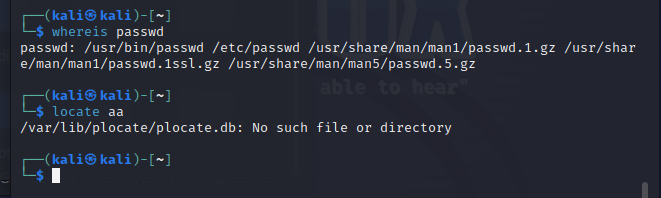 ┌──(kali㉿kali)-[~]
└─$ whereis passwd
passwd: /usr/bin/passwd /etc/passwd /usr/share/man/man1/passwd.1.gz /usr/shar
e/man/man1/passwd.1ssl.gz /usr/share/man/man5/passwd.5.gz
able to hear"
┌──(kali㉿kali)-[~]
└─$ locate aa
/var/lib/plocate/plocate.db: No such file or directory
┌──(kali㉿kali)-[~]
└─$